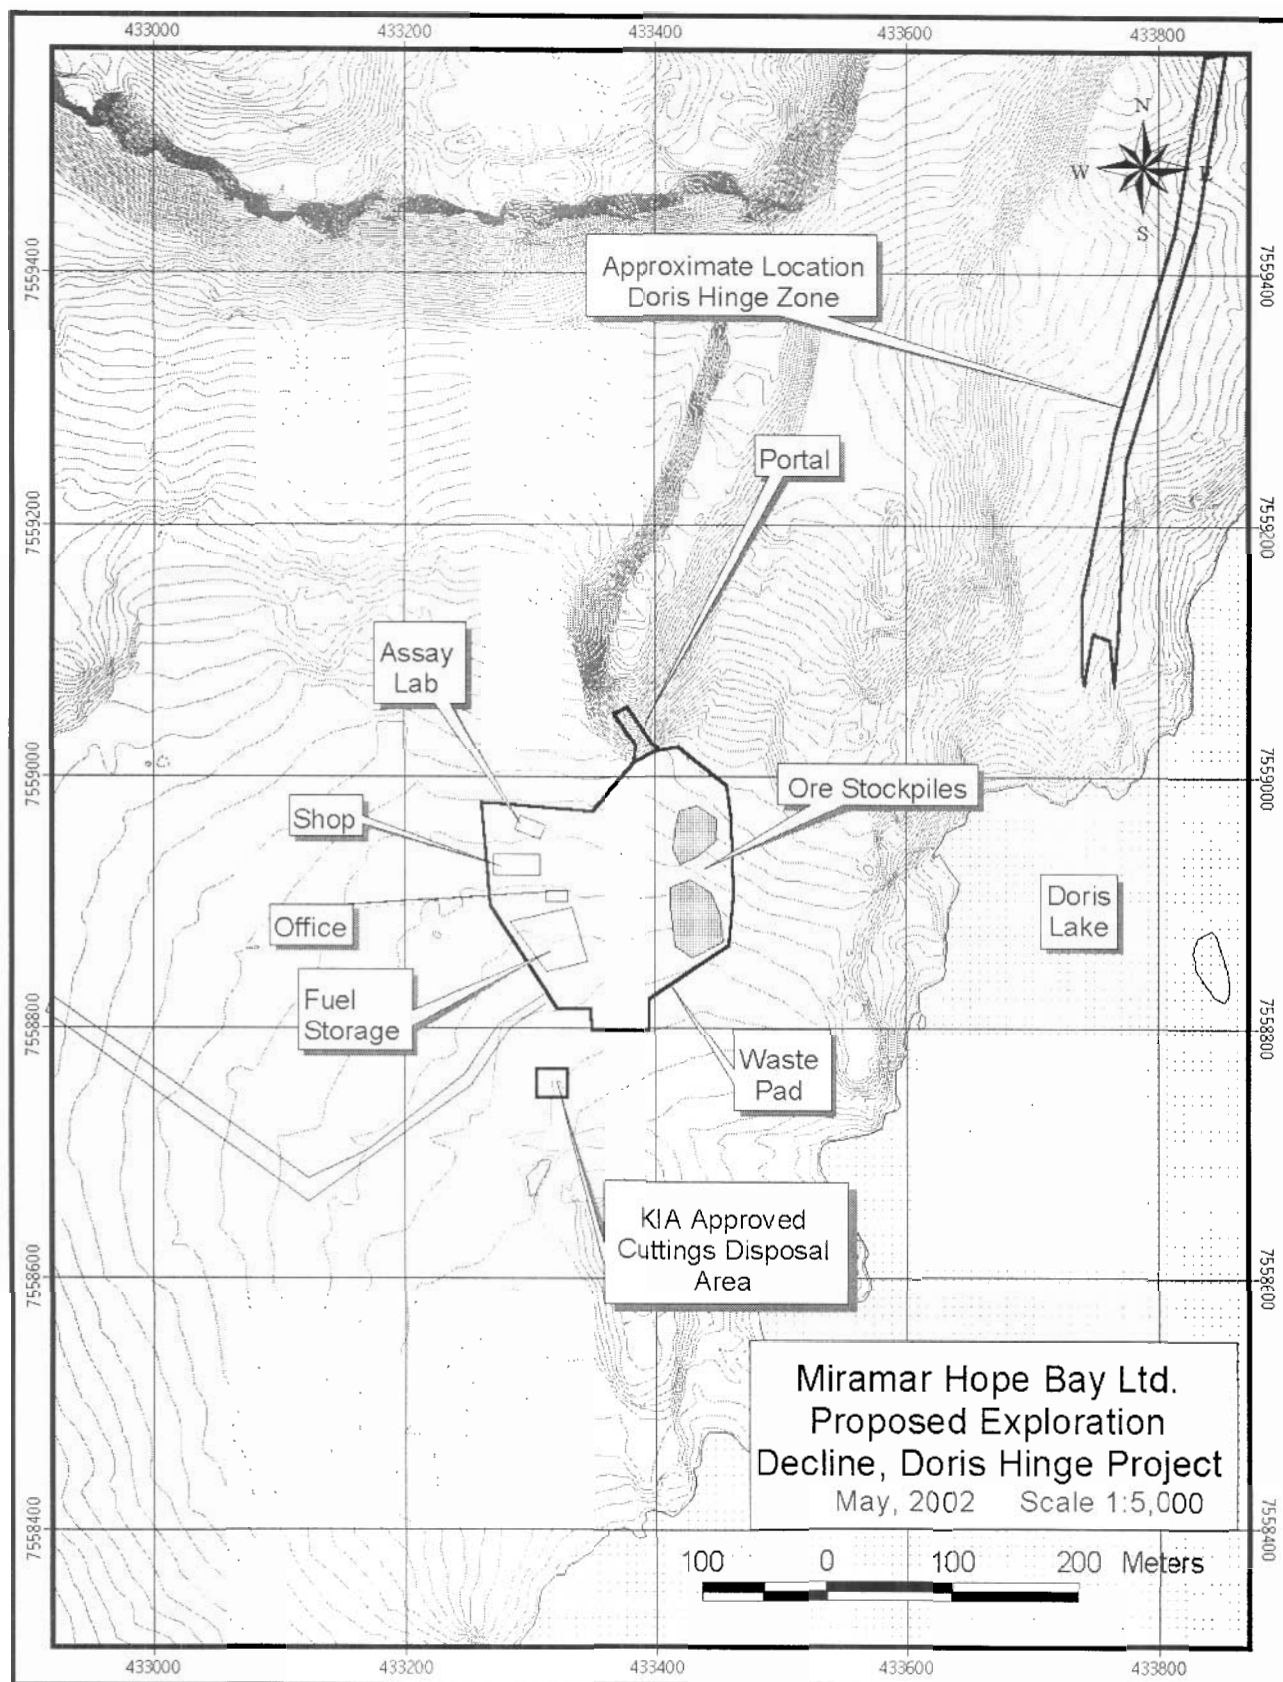 433000 433200 433400 433600 433800
N
W E
S
7559400
7559400
Approximate Location
Doris Hinge Zone
Portal
7559200
7559200
Assay
Lab
7559000
7559000
Ore Stockpiles
Shop
Doris
Lake
Office
Fuel
Storage
7558800
7558800
Waste
Pad
KIA Approved
Cuttings Disposal
Area
7558600
7558600
Miramar Hope Bay Ltd.
Proposed Exploration
Decline, Doris Hinge Project
May, 2002 Scale 1:5,000
7558400
7558400
100 0 100 200 Meters
433000 433200 433400 433600 433800